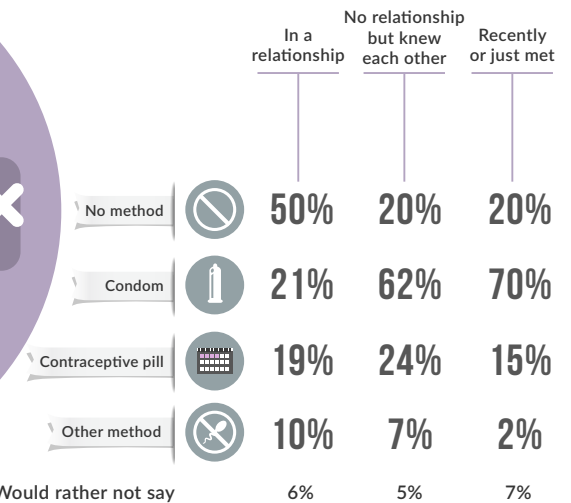 In a
relationship
No relationship
but knew
each other
Recently
or just met
No method 50% 20% 20%
Condom 21% 62% 70%
Contraceptive pill 19% 24% 15%
Other method 10% 7% 2%
Would rather not say 6% 5% 7%